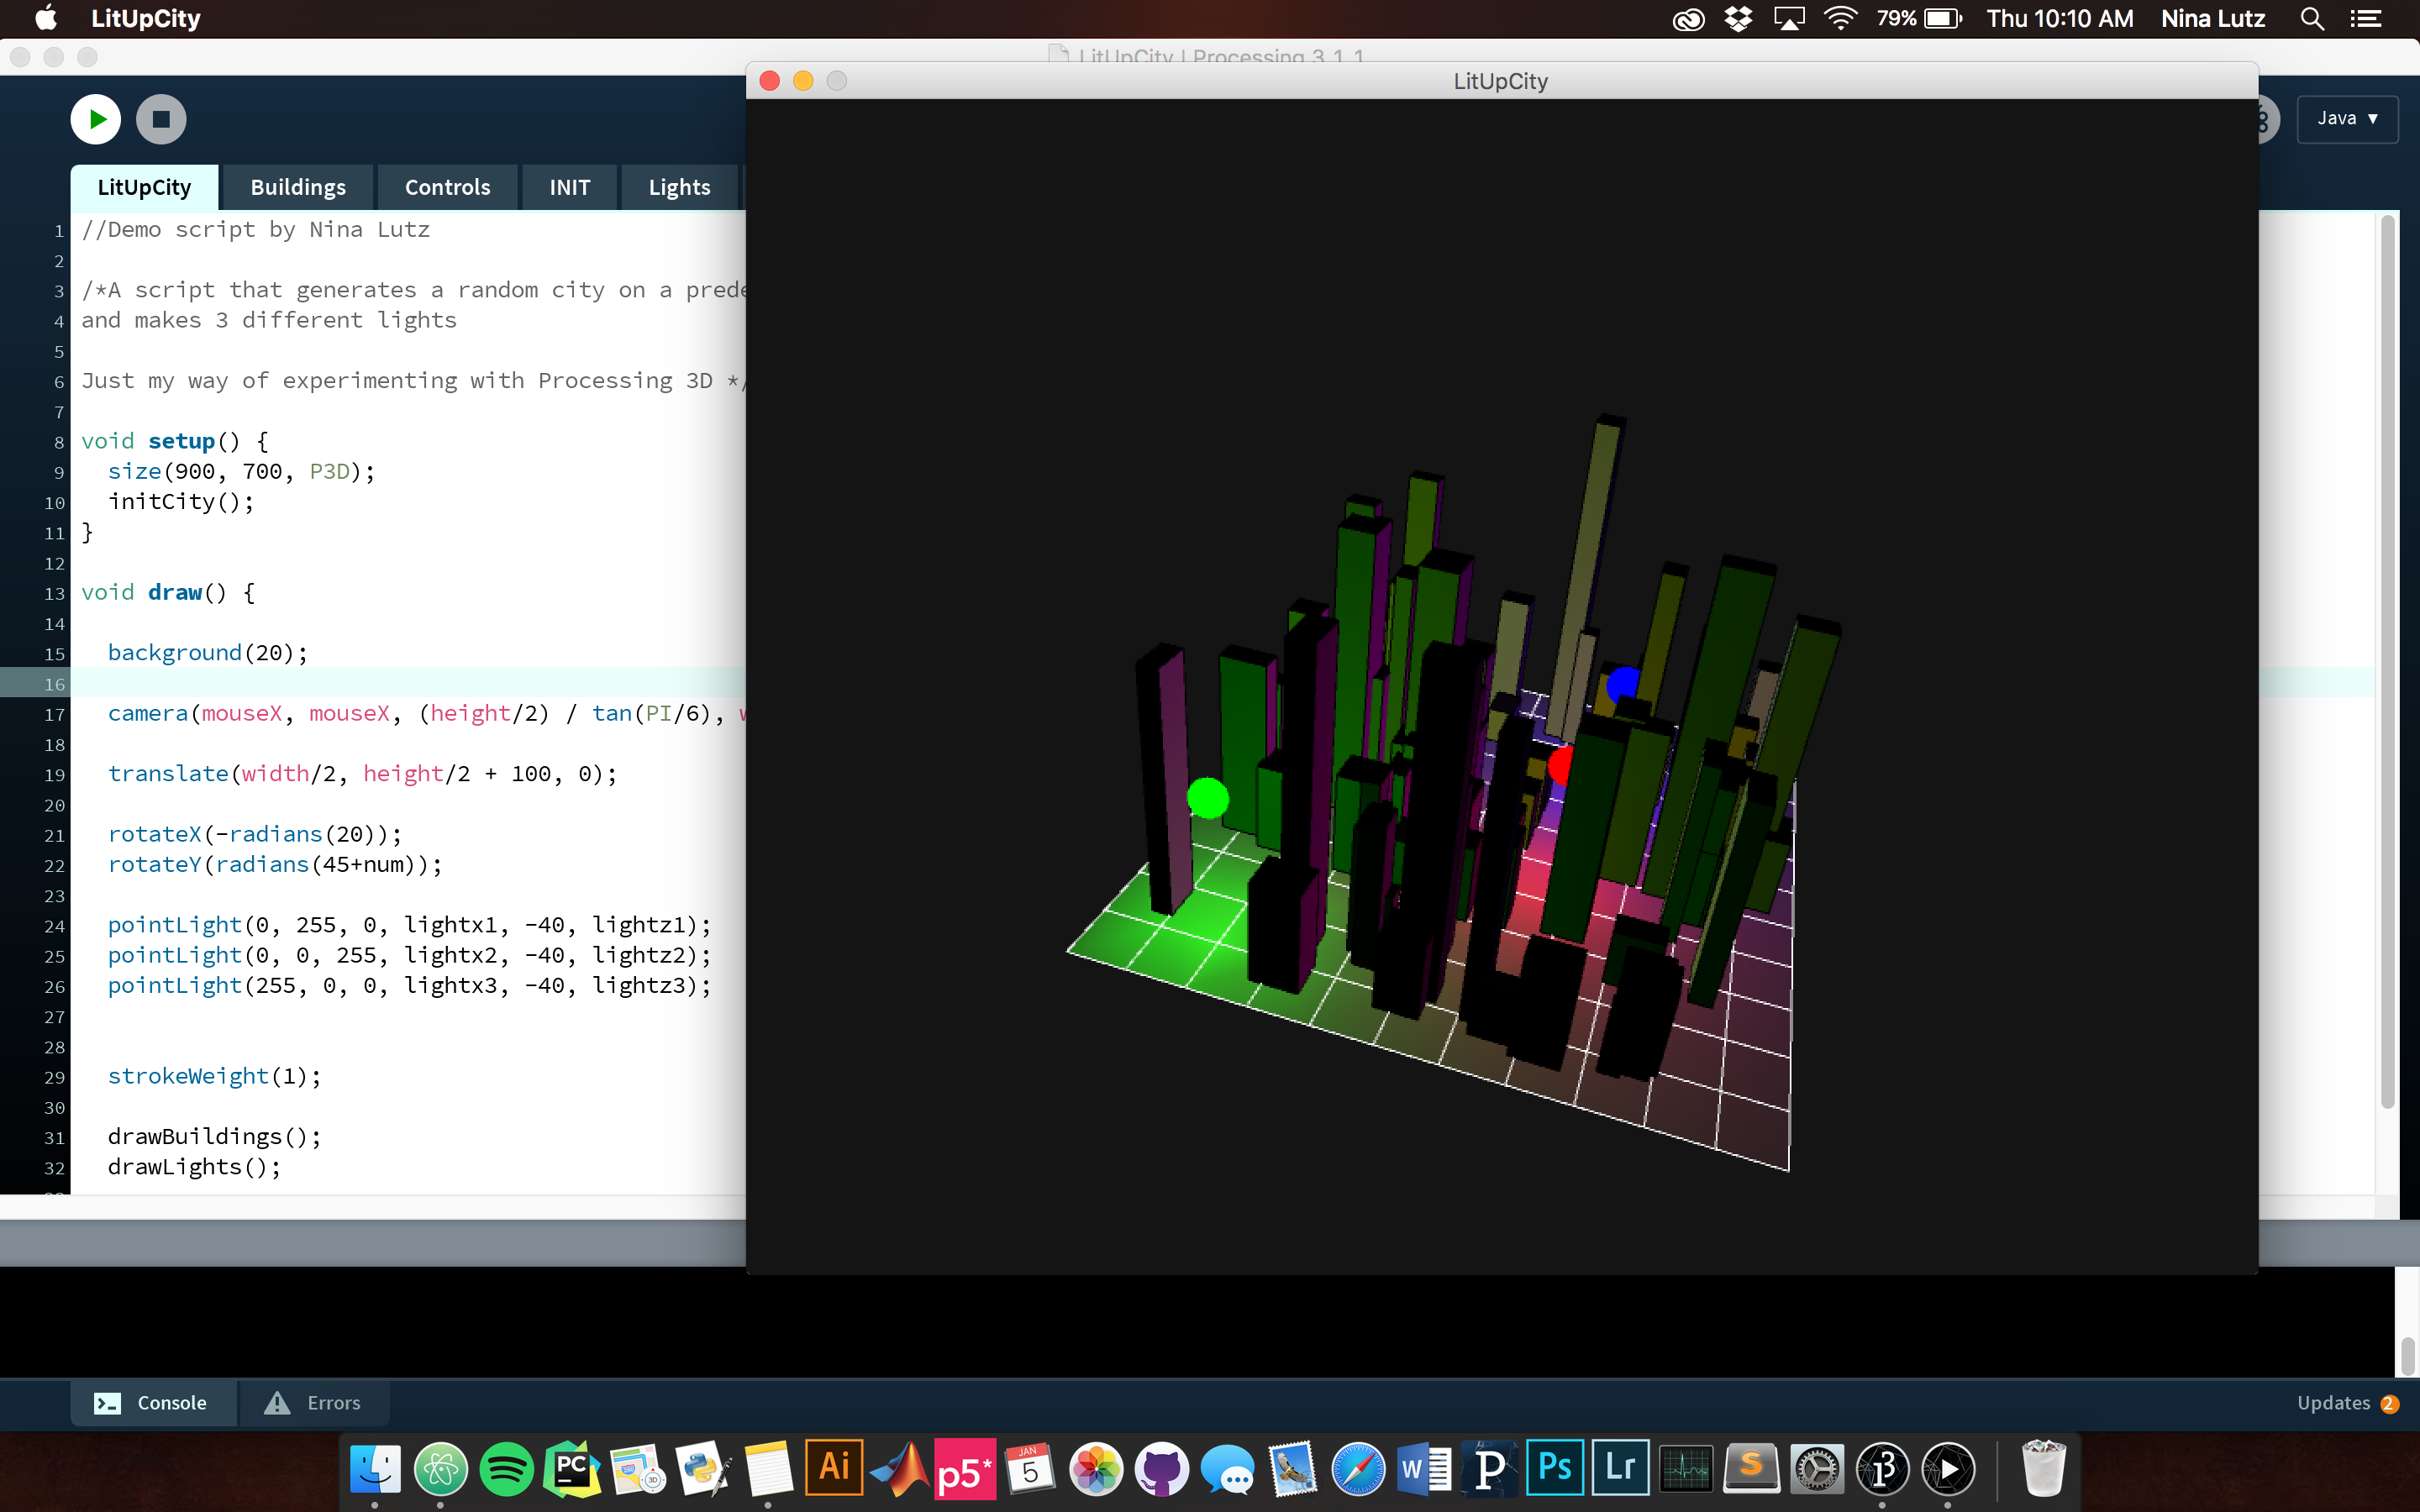 LitUpCity
79%
Thu 10:10 AM
Nina Lutz
LitUpCity | Processing 3.1.1
LitUpCity
Java ▼
LitUpCity
Buildings
Controls
INIT
Lights
1 //Demo script by Nina Lutz
2
3 /*A script that generates a random city on a
4 and makes 3 different lights
5
6 Just my way of experimenting with Processing 3D */
7
8 void setup() {
9 size(900, 700, P3D);
10 initCity();
11 }
12
13 void draw() {
14
15 background(20);
16
17 camera(mouseX, mouseX, (height/2) / tan(PI/6),
18
19 translate(width/2, height/2 + 100, 0);
20
21 rotateX(-radians(20));
22 rotateY(radians(45+num));
23
24 pointLight(0, 255, 0, lightx1, -40, lightz1);
25 pointLight(0, 0, 255, lightx2, -40, lightz2);
26 pointLight(255, 0, 0, lightx3, -40, lightz3);
27
28
29 strokeWeight(1);
30
31 drawBuildings();
32 drawLights();
Console
Errors
Updates 2
PC
3D
Ai
p5*
JAN
5
W
P
Ps
Lr
S
13